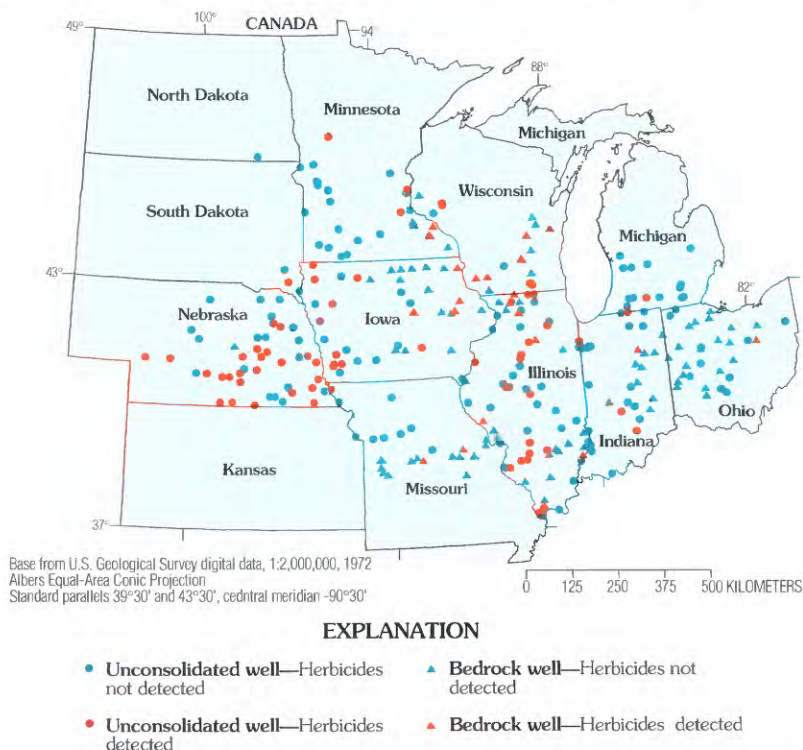 100°
CANADA
49°
94°
88°
North Dakota
Minnesota
Michigan
Wisconsin
South Dakota
Michigan
43°
82°
Nebraska
Iowa
Illinois
Ohio
Indiana
Kansas
Missouri
37°
Base from U.S. Geological Survey digital data, 1:2,000,000, 1972
Albers Equal-Area Conic Projection
Standard parallels 39°30' and 43°30', cedntral meridian -90°30'
0 125 250 375 500 KILOMETERS
EXPLANATION
Unconsolidated well—Herbicides
not detected
Bedrock well—Herbicides not
detected
Unconsolidated well—Herbicides
detected
Bedrock well—Herbicides detected